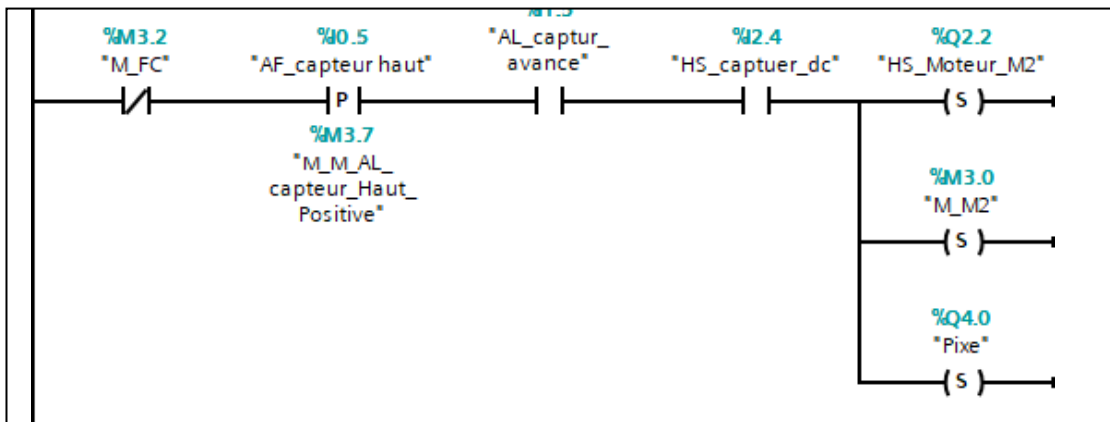 %M3.2
"M_FC"
%I0.5
"AF_capteur haut"
P
%M3.7
"M_M_AL_
capteur_Haut_
Positive"
"AL_captur_
avance"
%I2.4
"HS_captuer_dc"
%Q2.2
"HS_Moteur_M2"
S
%M3.0
"M_M2"
S
%Q4.0
"Pixe"
S